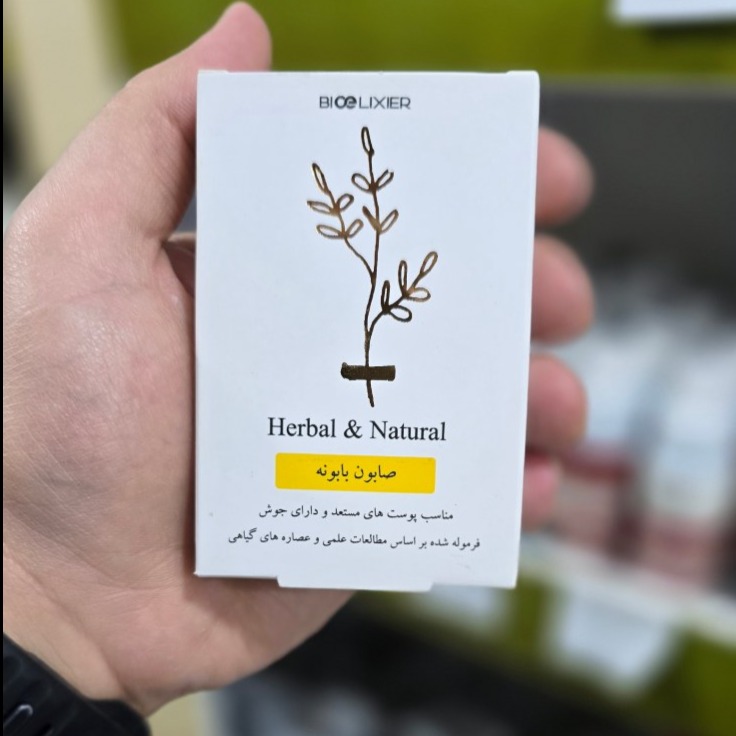 BIOELIXIER
Herbal & Natural
صابون بابونه
مناسب پوست های مستعد و دارای جوش
فرموله شده بر اساس مطالعات علمی و عصاره های گیاهی